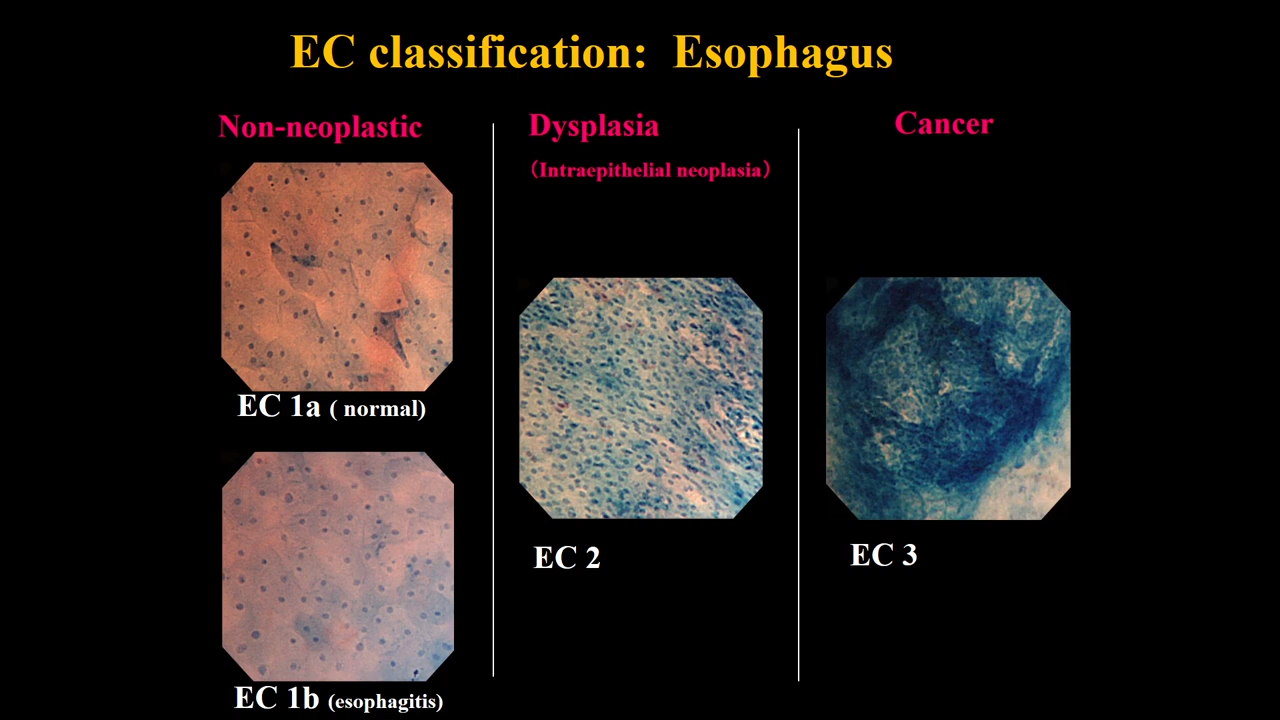 EC classification: Esophagus
Non-neoplastic
EC 1a ( normal)
EC 1b (esophagitis)
Dysplasia
（Intraepithelial neoplasia）
EC 2
Cancer
EC 3